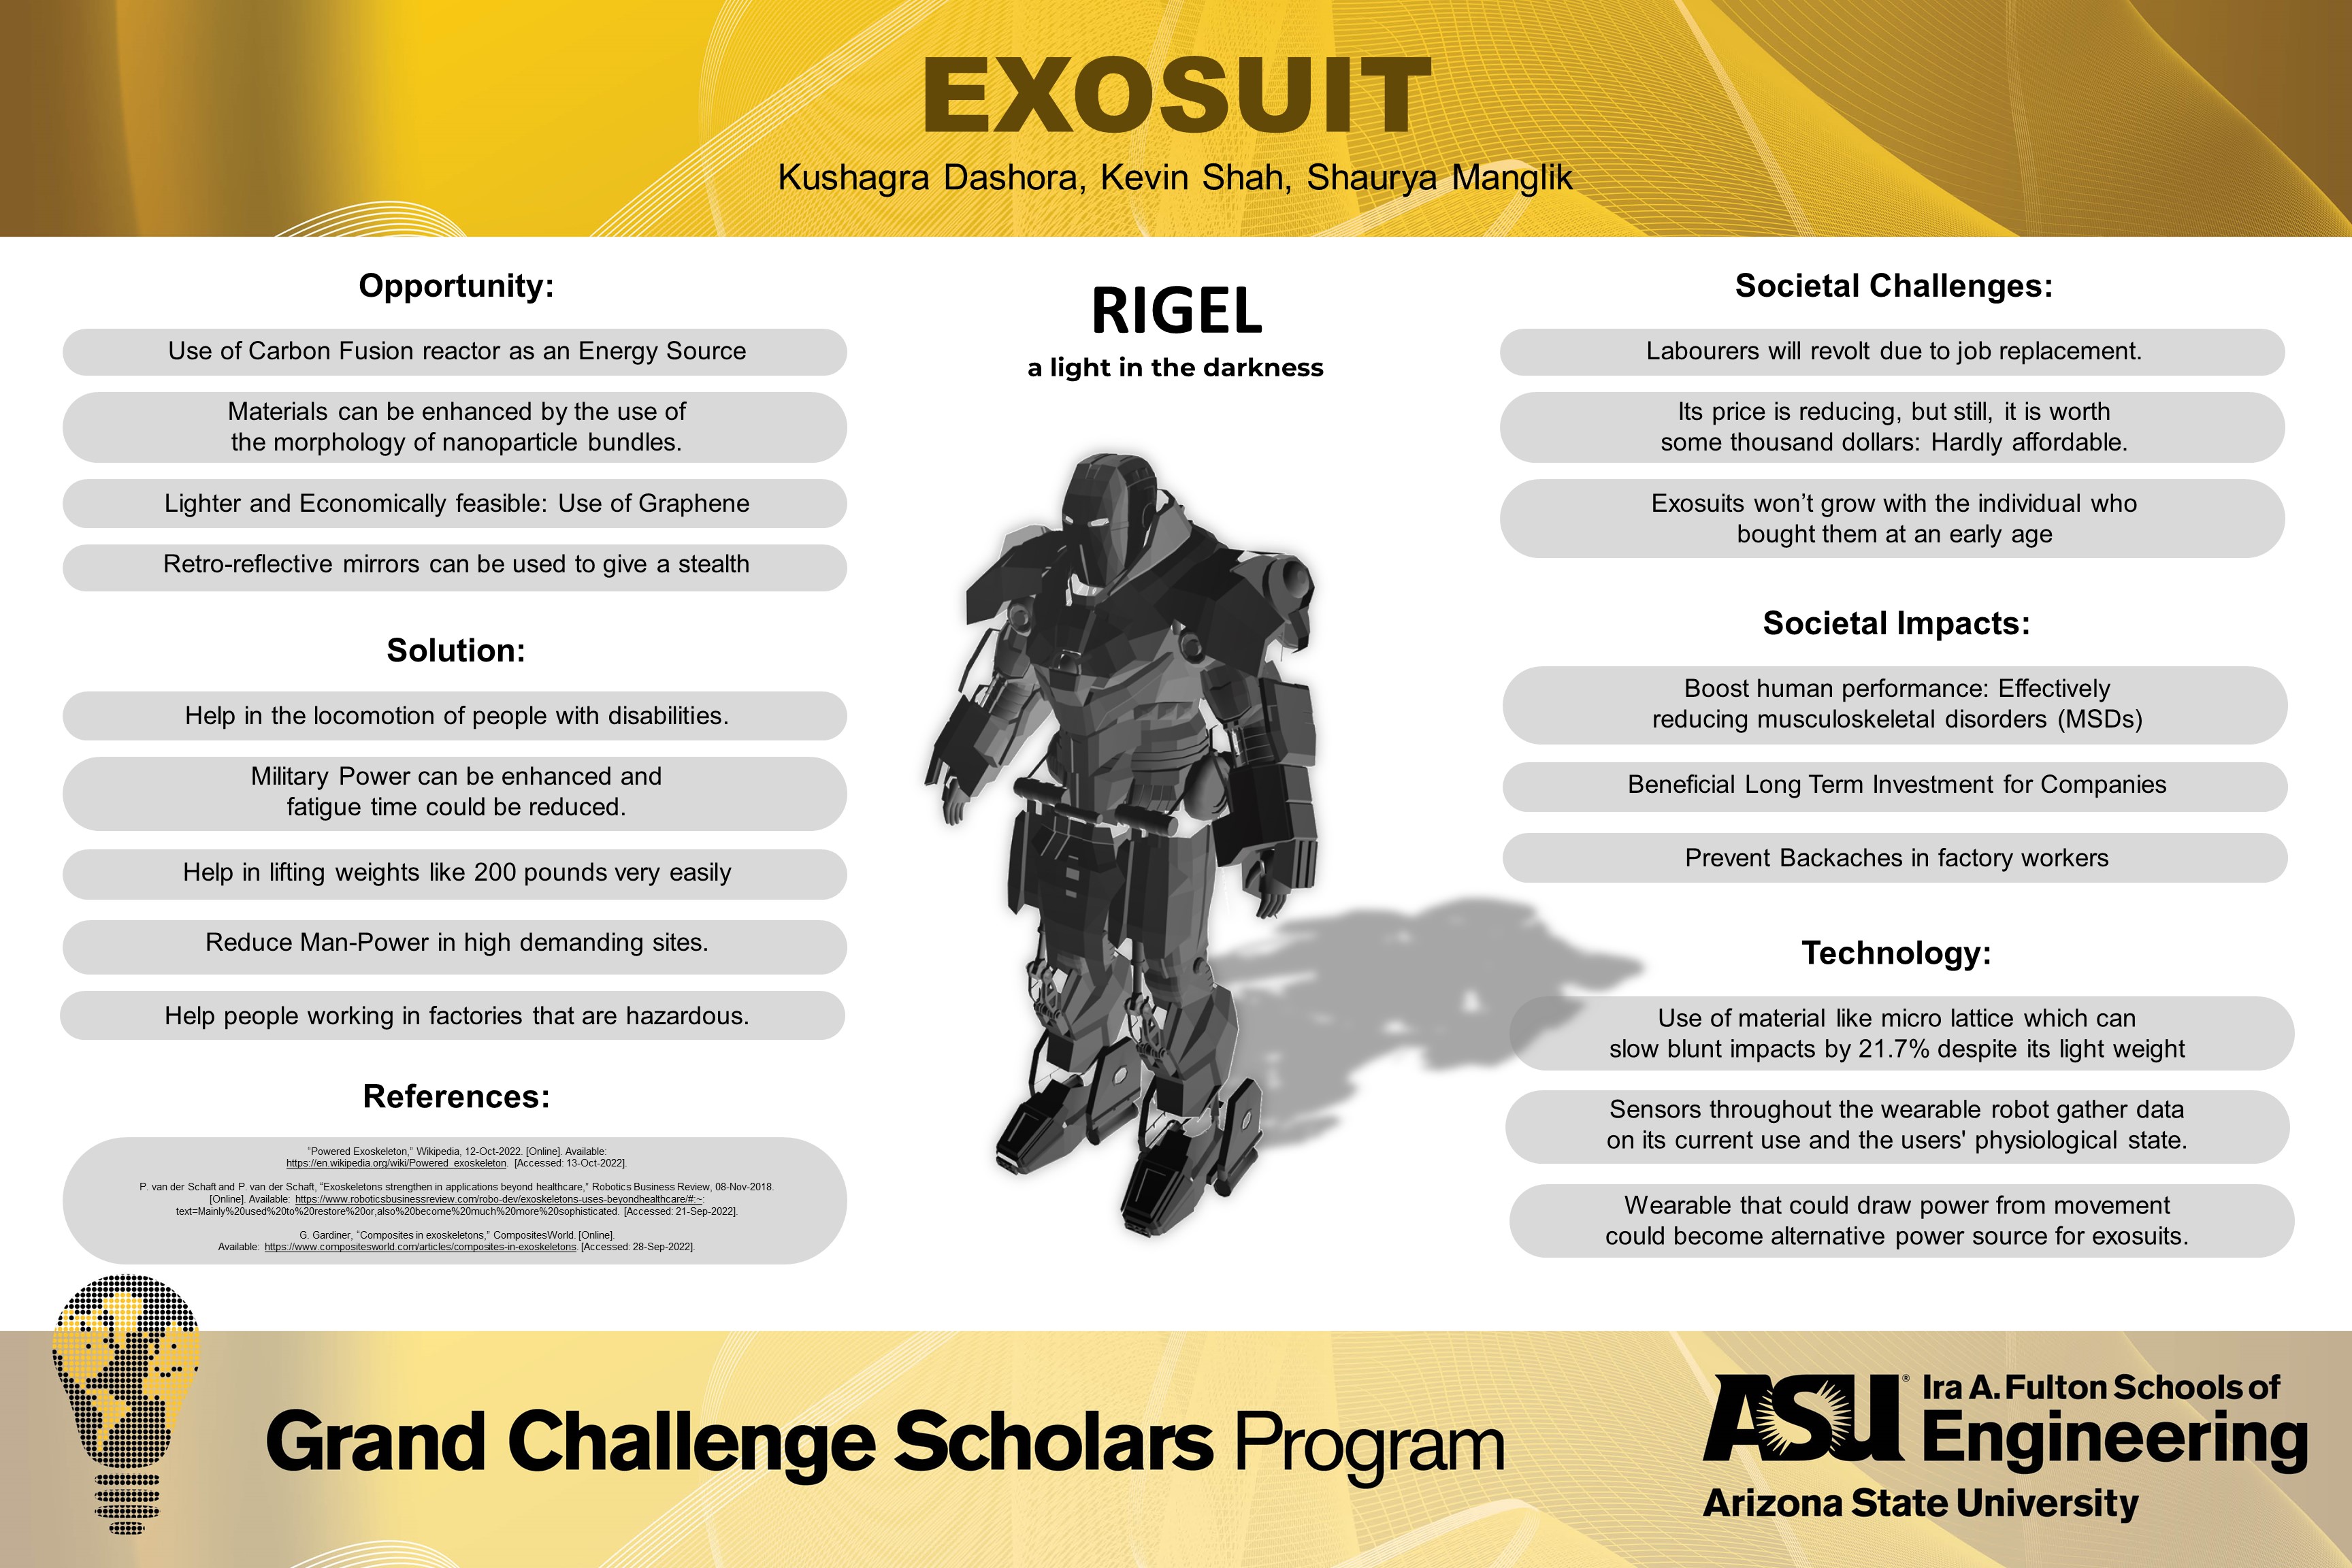 EXOSUIT
Kushagra Dashora, Kevin Shah, Shaurya Manglik
Opportunity:
Use of Carbon Fusion reactor as an Energy Source
Materials can be enhanced by the use of
the morphology of nanoparticle bundles.
Lighter and Economically feasible: Use of Graphene
Retro-reflective mirrors can be used to give a stealth
Solution:
Help in the locomotion of people with disabilities.
Military Power can be enhanced and
fatigue time could be reduced.
Help in lifting weights like 200 pounds very easily
Reduce Man-Power in high demanding sites.
Help people working in factories that are hazardous.
References:
"Powered Exoskeleton," Wikipedia, 12-Oct-2022. [Online]. Available:
https://en.wikipedia.org/wiki/Powered_exoskeleton. [Accessed: 13-Oct-2022].
P. van der Schaft and P. van der Schaft, "Exoskeletons strengthen in applications beyond healthcare," Robotics Business Review, 08-Nov-2018.
[Online]. Available: https://www.roboticsbusinessreview.com/robo-dev/exoskeletons-uses-beyondhealthcare/#:~:
text=Mainly%20used%20to%20restore%20or,also%20become%20much%20more%20sophisticated. [Accessed: 21-Sep-2022].
G. Gardiner, "Composites in exoskeletons," CompositesWorld. [Online].
Available: https://www.compositesworld.com/articles/composites-in-exoskeletons. [Accessed: 28-Sep-2022].
RIGEL
a light in the darkness
Societal Challenges:
Labourers will revolt due to job replacement.
Its price is reducing, but still, it is worth
some thousand dollars: Hardly affordable.
Exosuits won't grow with the individual who
bought them at an early age
Societal Impacts:
Boost human performance: Effectively
reducing musculoskeletal disorders (MSDs)
Beneficial Long Term Investment for Companies
Prevent Backaches in factory workers
Technology:
Use of material like micro lattice which can
slow blunt impacts by 21.7% despite its light weight
Sensors throughout the wearable robot gather data
on its current use and the users' physiological state.
Wearable that could draw power from movement
could become alternative power source for exosuits.
Grand Challenge Scholars Program
ASU® Ira A. Fulton Schools of
Engineering
Arizona State University